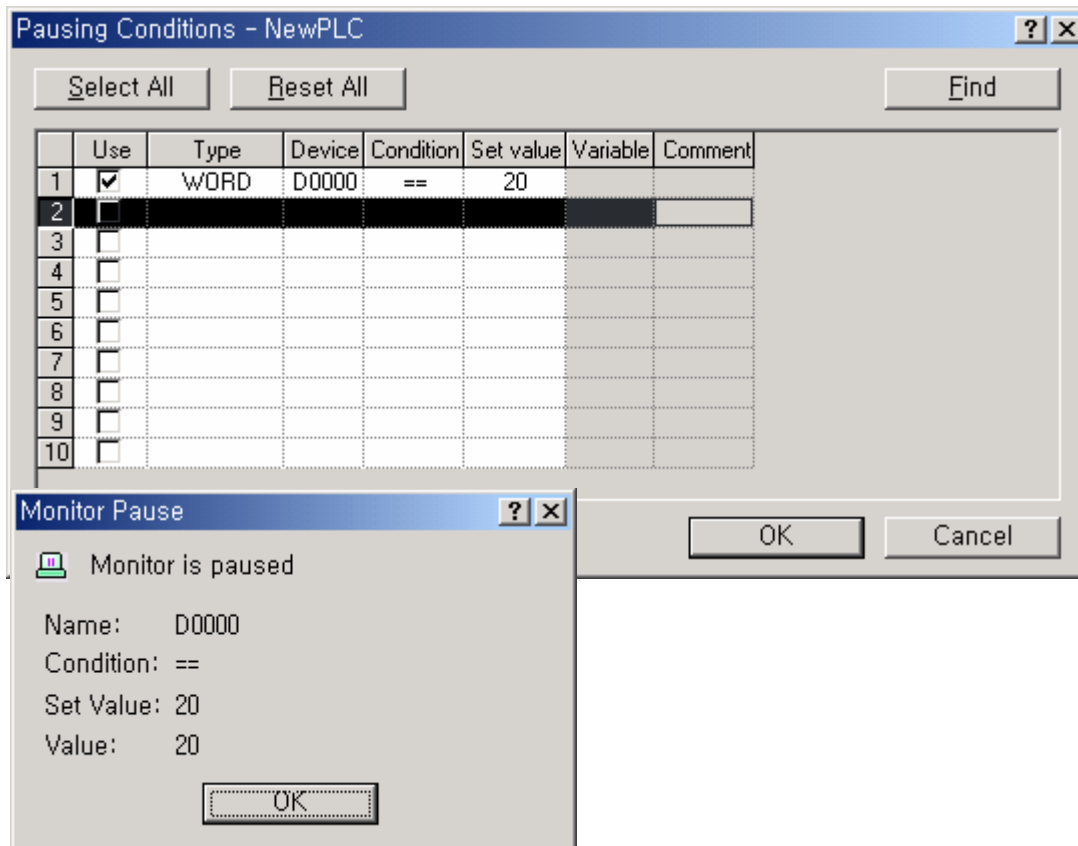 Pausing Conditions - NewPLC
Select All Reset All Find
Use Type Device Condition Set value Variable Comment
1 WORD D0000 == 20
2
3
4
5
6
7
8
9
10
OK Cancel
Monitor Pause
Monitor is paused
Name: D0000
Condition: ==
Set Value: 20
Value: 20
OK